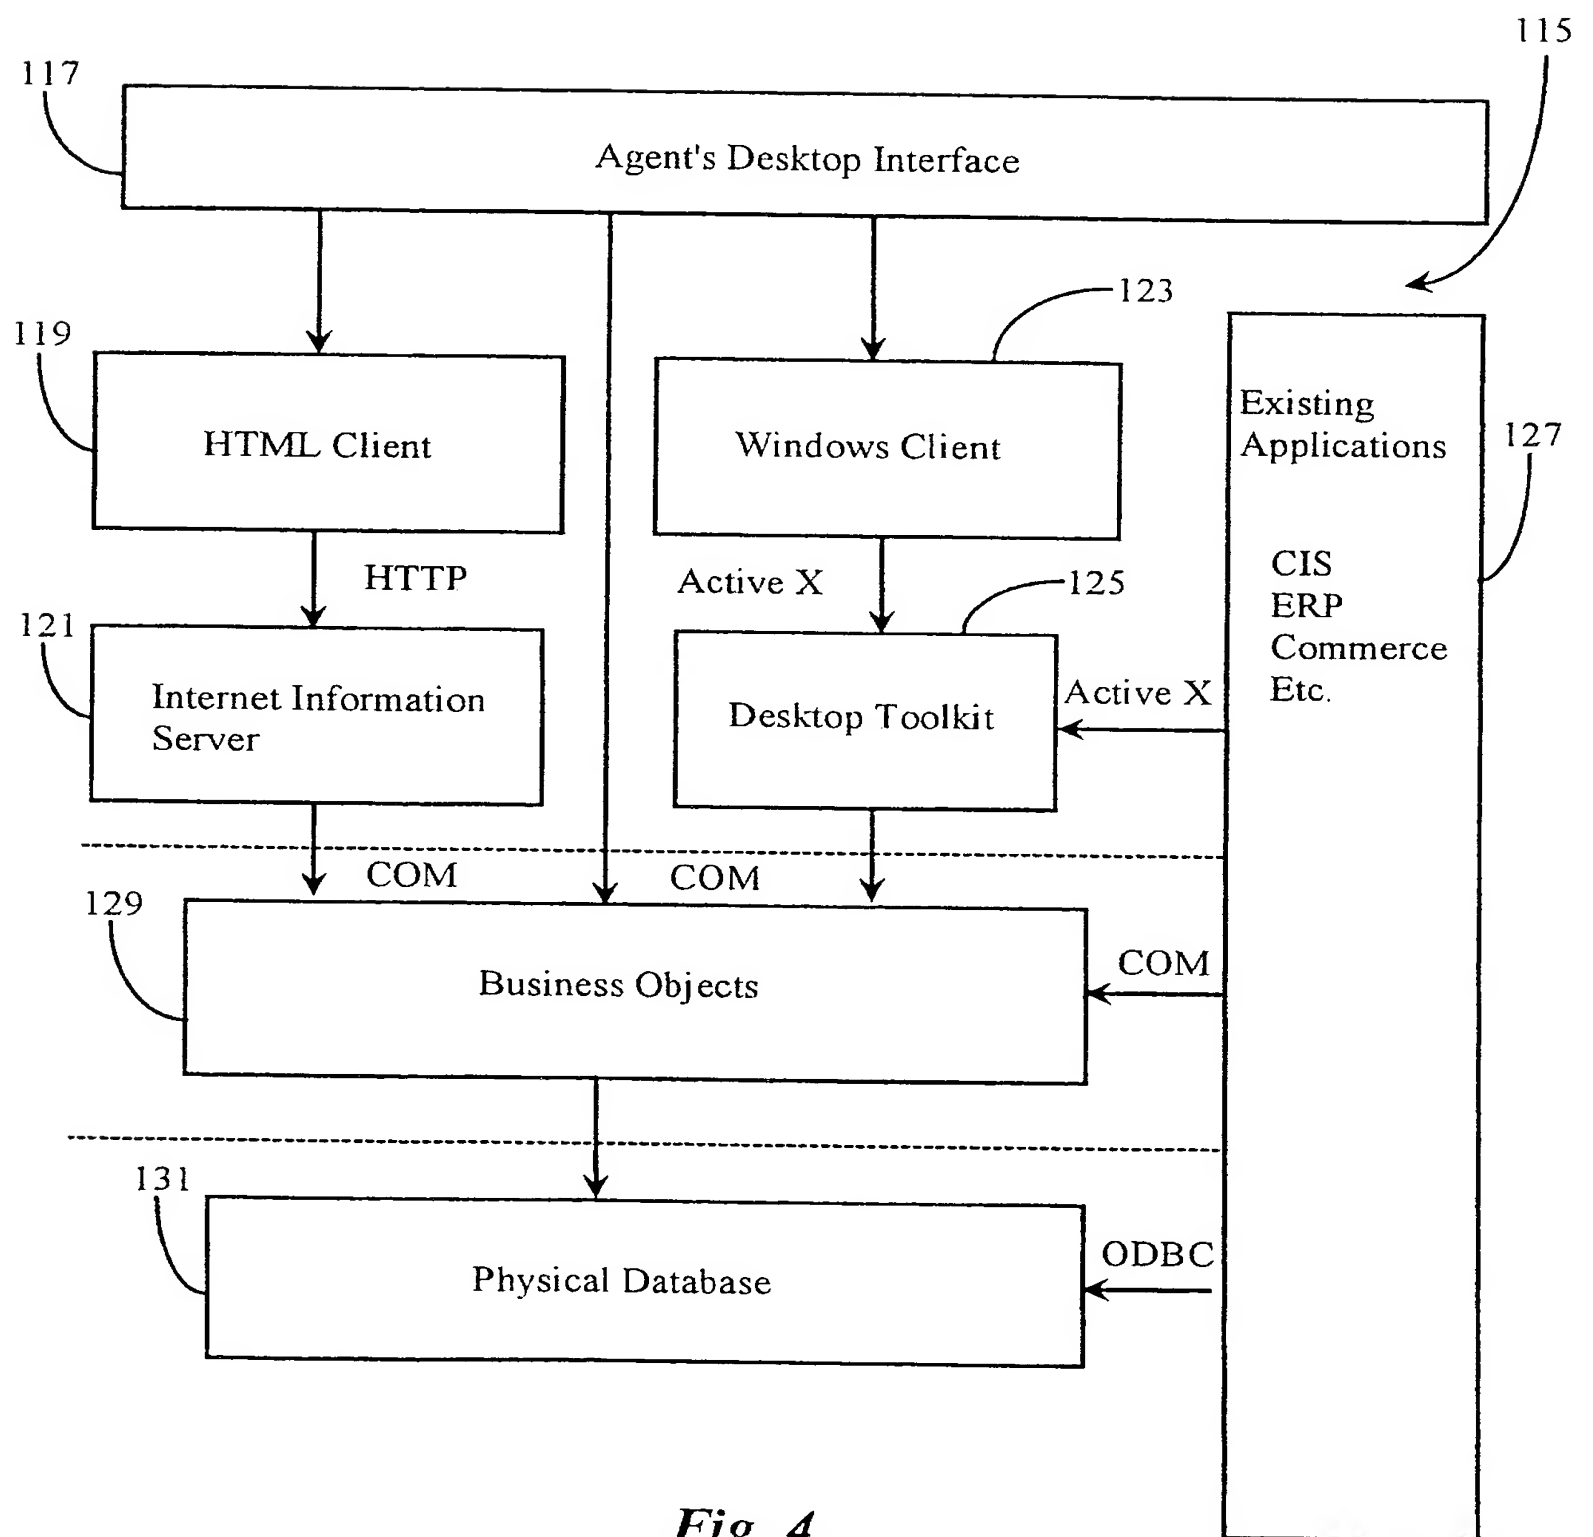 115
117
Agent's Desktop Interface
123
119
HTML Client
Windows Client
Existing
Applications
127
HTTP
Active X
125
CIS
ERP
Commerce
Etc.
121
Internet Information
Server
Desktop Toolkit
Active X
COM
COM
129
Business Objects
COM
131
Physical Database
ODBC
Fig. 4